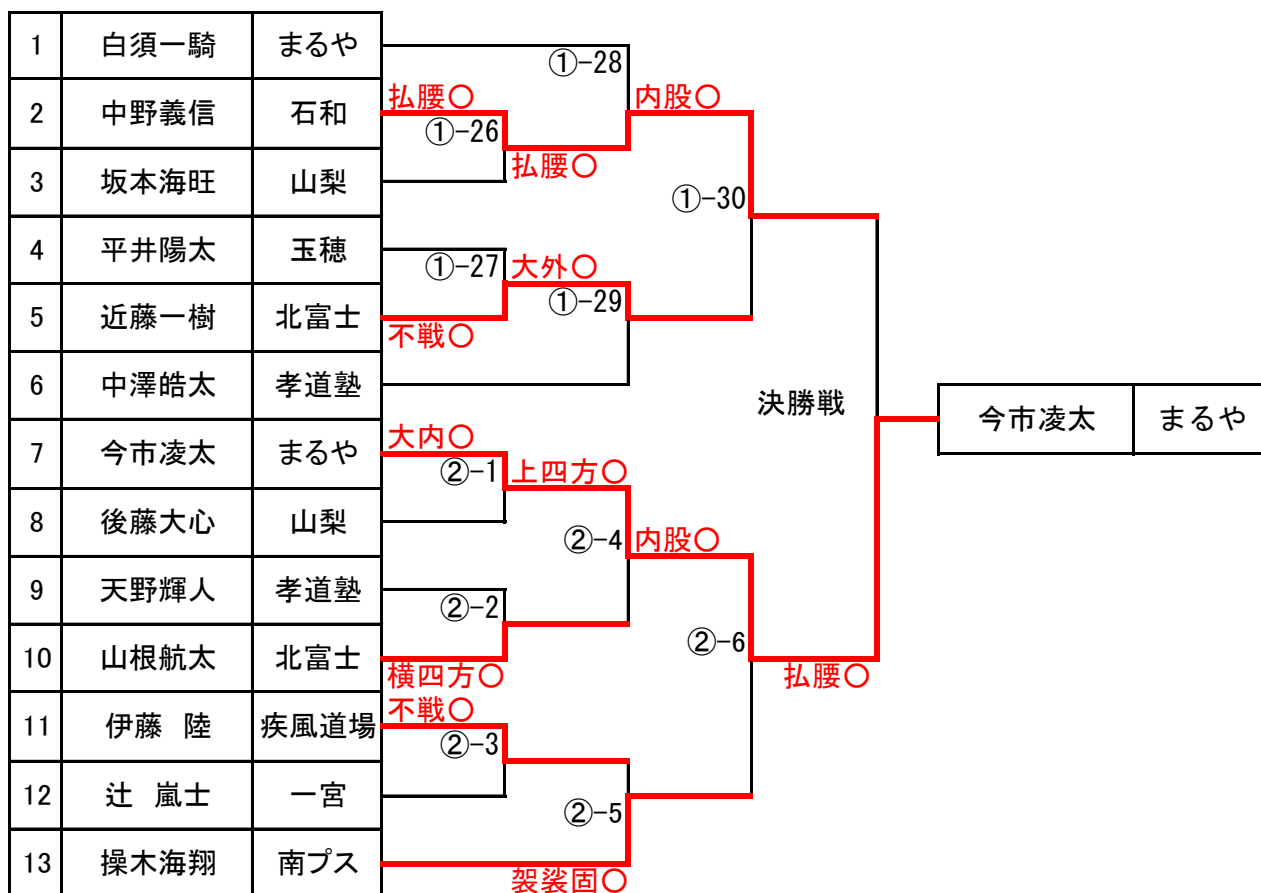 1 白須一騎 まるや
①-28
払腰〇 内股〇
2 中野義信 石和
①-26
払腰〇
3 坂本海旺 山梨
①-30
4 平井陽太 玉穂
①-27 大外〇
①-29
5 近藤一樹 北富士
不戦〇
6 中澤皓太 孝道塾
決勝戦
今市凌太 まるや
大内〇
7 今市凌太 まるや
②-1 上四方〇
8 後藤大心 山梨
②-4 内股〇
9 天野輝人 孝道塾
②-2
②-6
10 山根航太 北富士
横四方〇 払腰〇
不戦〇
11 伊藤 陸 疾風道場
②-3
12 辻 嵐士 一宮
②-5
13 操木海翔 南プス
袈裟固〇